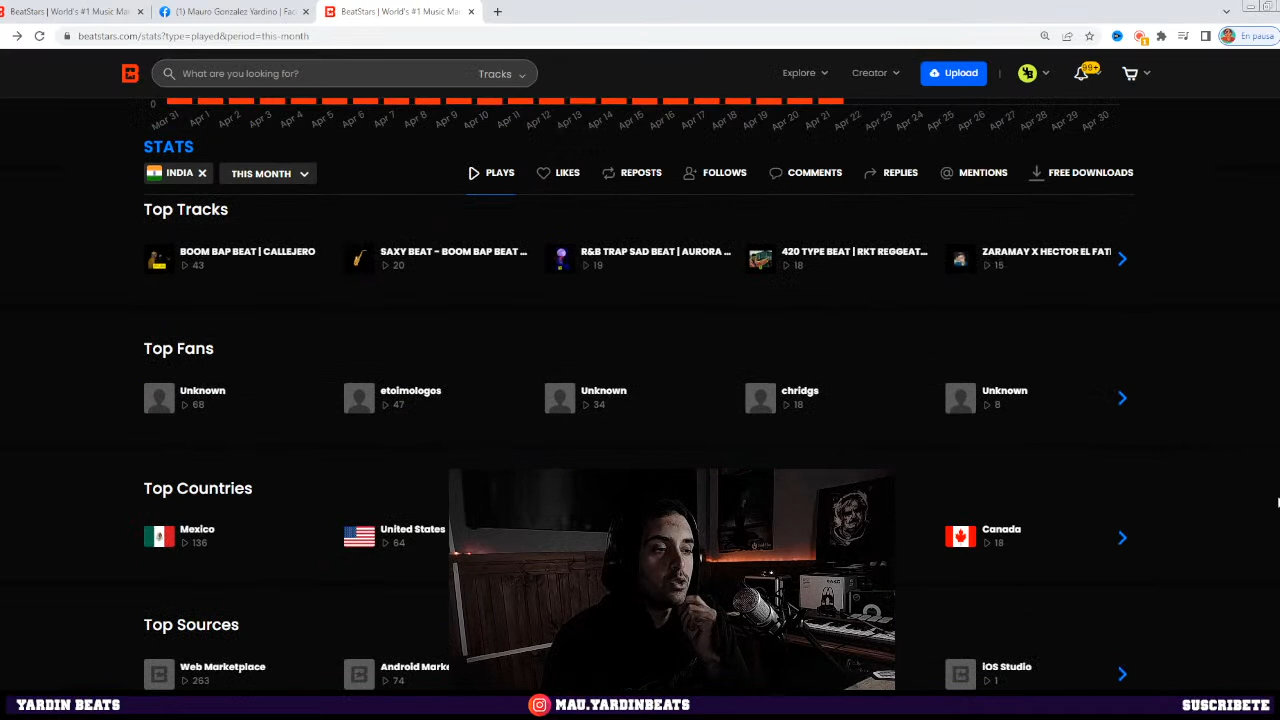 BeatStars | World's #1 Music Ma
(1) Mauro Gonzalez Yardino | Fac
BeatStars | World's #1 Music Ma
beatstars.com/stats?type=played&period=this-month
En pausa
What are you looking for?
Tracks
Explore
Creator
Upload
99+
0
Mar 31 Apr 1 Apr 2 Apr 3 Apr 4 Apr 5 Apr 6 Apr 7 Apr 8 Apr 9 Apr 10 Apr 11 Apr 12 Apr 13 Apr 14 Apr 15 Apr 16 Apr 17 Apr 18 Apr 19 Apr 20 Apr 21 Apr 22 Apr 23 Apr 24 Apr 25 Apr 26 Apr 27 Apr 28 Apr 29 Apr 30
STATS
INDIA
THIS MONTH
PLAYS LIKES REPOSTS FOLLOWS COMMENTS REPLIES MENTIONS FREE DOWNLOADS
Top Tracks
BOOM BAP BEAT | CALLEJERO
43
SAXY BEAT - BOOM BAP BEAT ...
20
R&B TRAP SAD BEAT | AURORA ...
19
420 TYPE BEAT | RKT REGGEAT...
18
ZARAMAY X HECTOR EL FAT
15
Top Fans
Unknown
68
etoimologos
47
Unknown
34
chridgs
18
Unknown
8
Top Countries
Mexico
136
United States
64
Canada
18
Top Sources
Web Marketplace
263
Android Marke
74
iOS Studio
1
YARDIN BEATS
MAU.YARDINBEATS
SUSCRIBETE